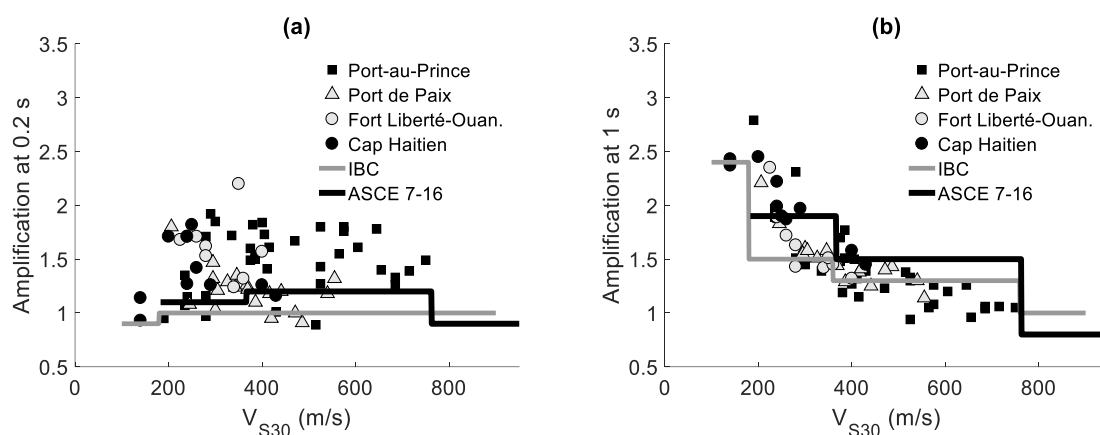 (a)
Amplification at 0.2 s
3.5
3
2.5
2
1.5
1
0.5
0
200
400
600
800
V_S30 (m/s)
Port-au-Prince
Port de Paix
Fort Liberté-Ouan.
Cap Haitien
IBC
ASCE 7-16
(b)
Amplification at 1 s
3.5
3
2.5
2
1.5
1
0.5
0
200
400
600
800
V_S30 (m/s)
Port-au-Prince
Port de Paix
Fort Liberté-Ouan.
Cap Haitien
IBC
ASCE 7-16